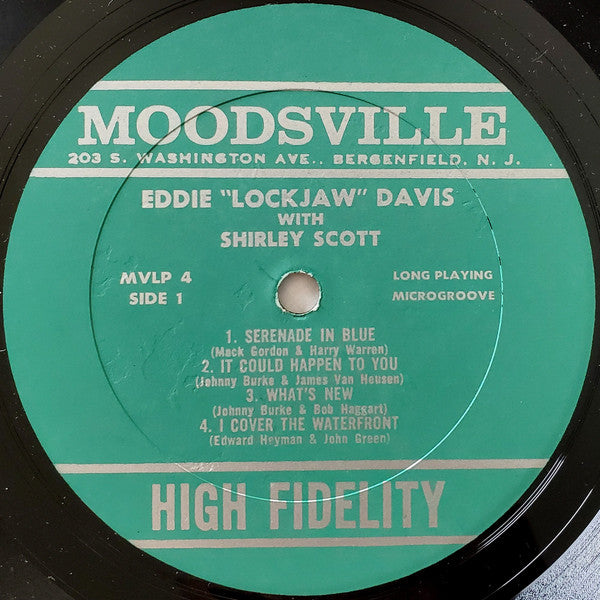 MOODSVILLE
203 S. WASHINGTON AVE., BERGENFIELD, N. J.
EDDIE "LOCKJAW" DAVIS
WITH
SHIRLEY SCOTT
MVLP 4
SIDE 1
LONG PLAYING
MICROGROOVE
1. SERENADE IN BLUE
(Mack Gordon & Harry Warren)
2. IT COULD HAPPEN TO YOU
(Johnny Burke & James Van Heusen)
3. WHAT'S NEW
(Johnny Burke & Bob Haggart)
4. I COVER THE WATERFRONT
(Edward Heyman & John Green)
HIGH FIDELITY